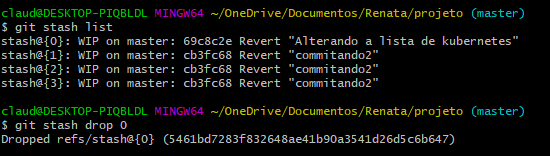 claud@DESKTOP-PIQBLDL MINGW64 ~/OneDrive/Documentos/Renata/projeto (master)
$ git stash list
stash@{0}: WIP on master: 69c8c2e Revert "Alterando a lista de kubernetes"
stash@{1}: WIP on master: cb3fc68 Revert "commitando2"
stash@{2}: WIP on master: cb3fc68 Revert "commitando2"
stash@{3}: WIP on master: cb3fc68 Revert "commitando2"
claud@DESKTOP-PIQBLDL MINGW64 ~/OneDrive/Documentos/Renata/projeto (master)
$ git stash drop 0
Dropped refs/stash@{0} (5461bd7283f832648ae41b90a3541d26d5c6b647)